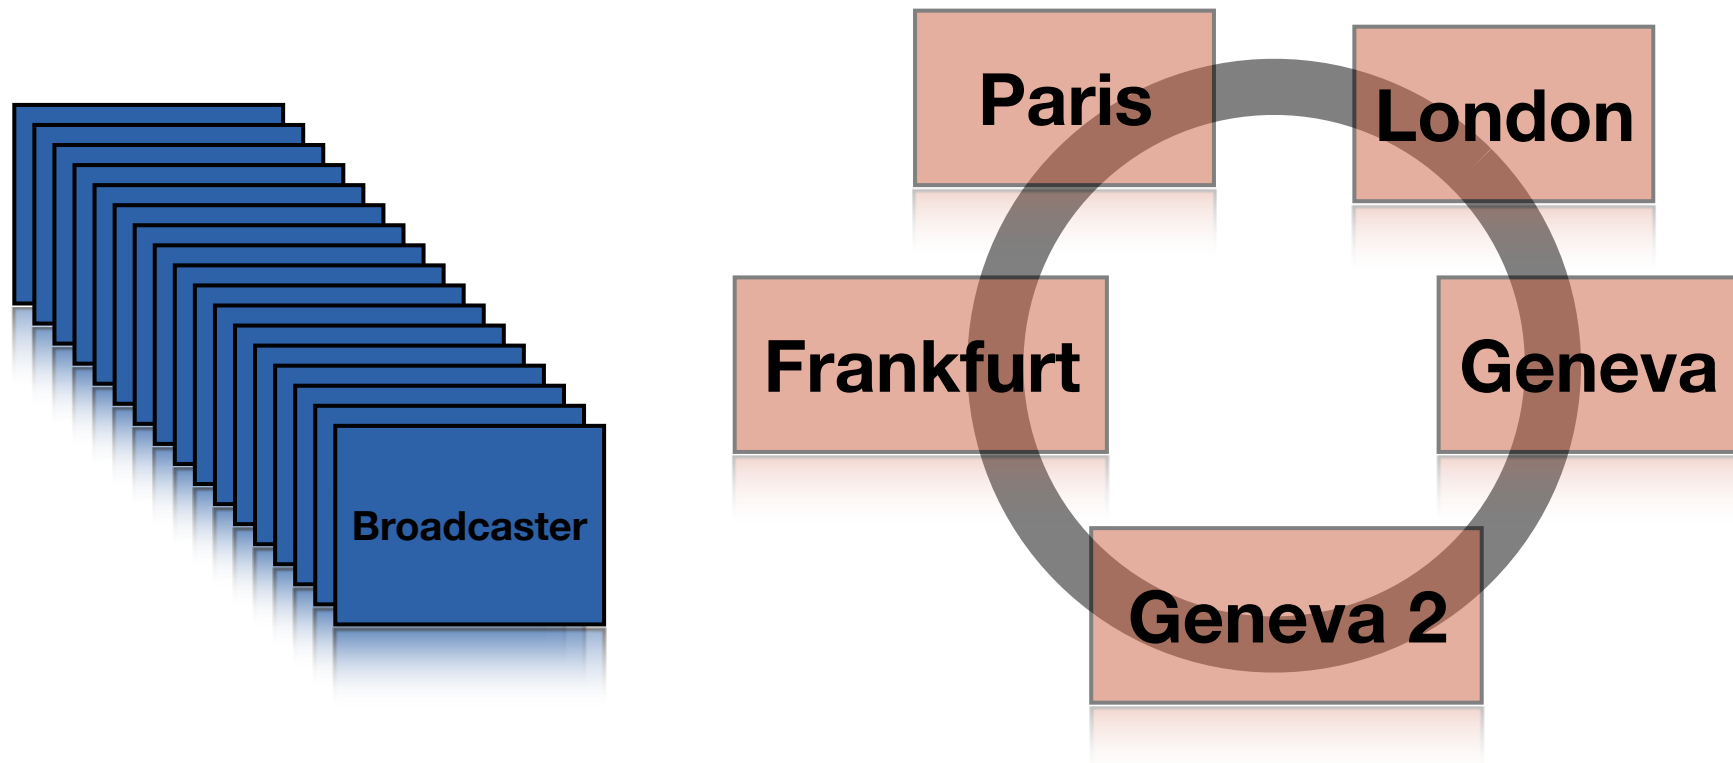 Paris
London
Frankfurt
Geneva
Broadcaster
Geneva 2